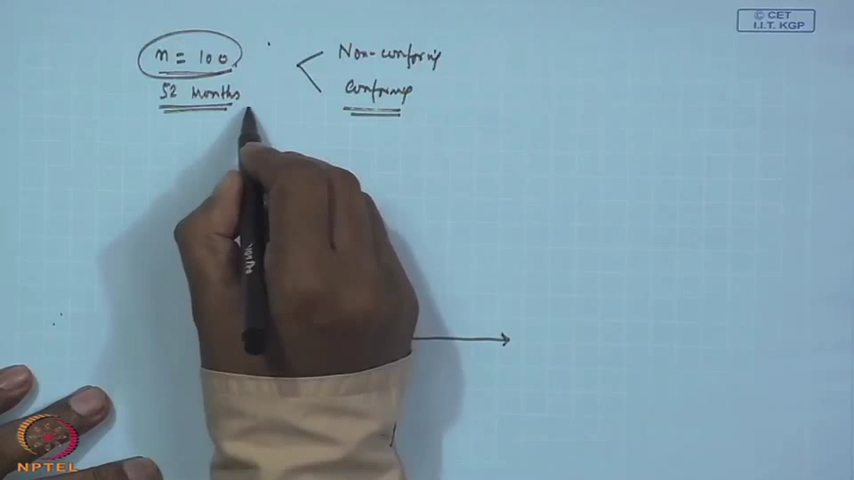 © CET
I.I.T. KGP
n = 100
Non-conforming
52 months
conforming
NPTEL